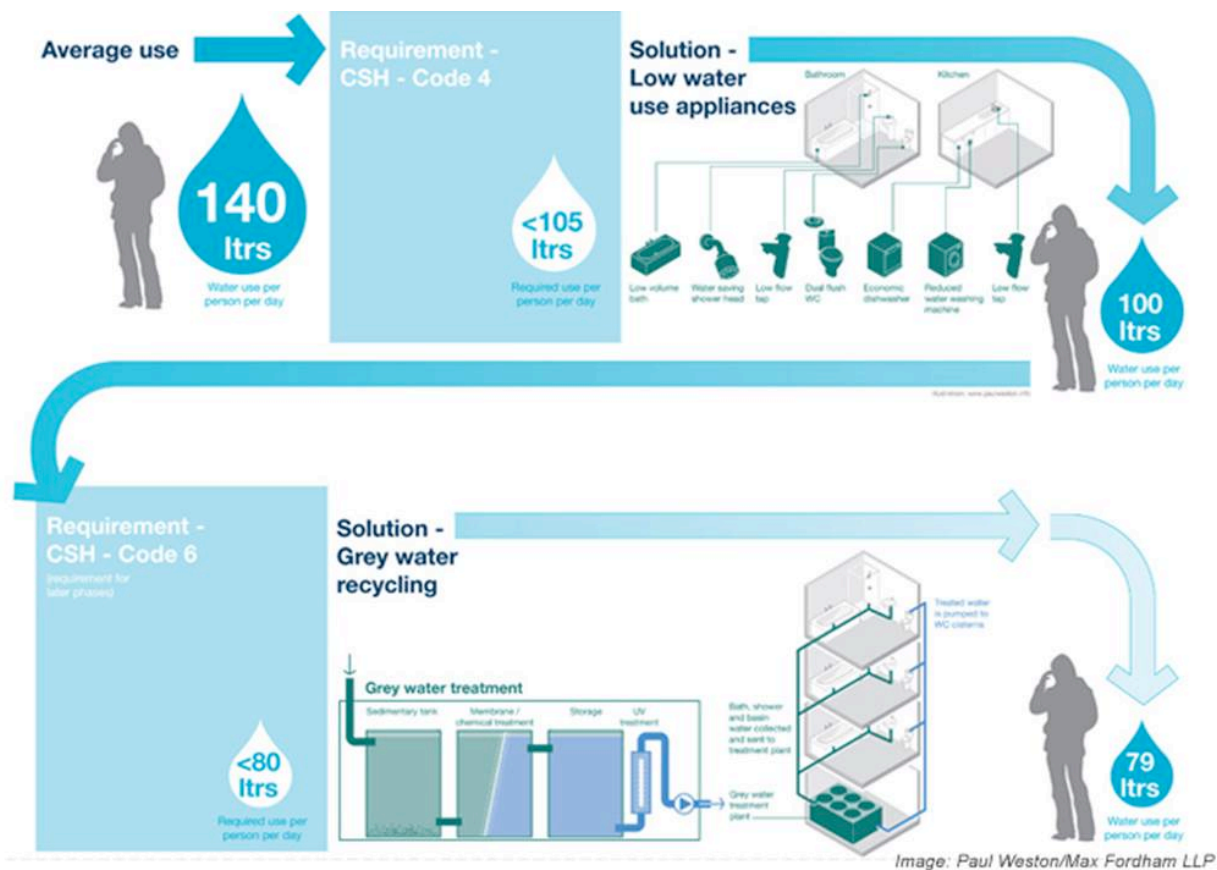 Average use
140
ltrs
Water use per
person per day
Requirement -
CSH - Code 4
<105
ltrs
Required use per
person per day
Solution -
Low water
use appliances
Bathroom
Kitchen
Low volume
bath
Water saving
shower head
Low flow
tap
Dual flush
WC
Economic
dishwasher
Reduced
water washing
machine
Low flow
tap
100
ltrs
Water use per
person per day
Requirement -
CSH - Code 6
(requirement for
later phases)
<80
ltrs
Required use per
person per day
Solution -
Grey water
recycling
Grey water treatment
Sedimentary tank
Membrane /
chemical treatment
Storage
UV
treatment
Bath, shower
and basin
water collected
and sent to
treatment plant
Grey water
treatment
plant
Treated water
is pumped to
WC cisterns
79
ltrs
Water use per
person per day
Image: Paul Weston/Max Fordham LLP